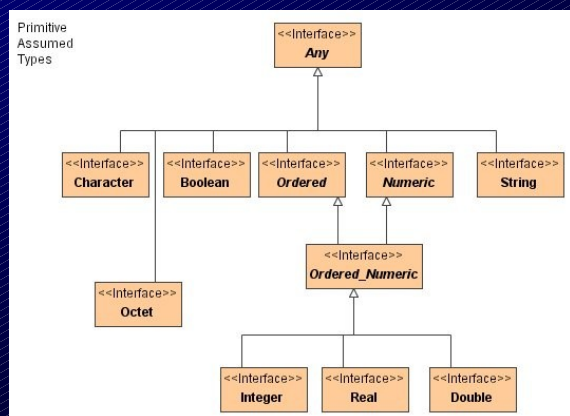 Primitive
Assumed
Types
<<Interface>>
Any
<<Interface>>
Character
<<Interface>>
Boolean
<<Interface>>
Ordered
<<Interface>>
Numeric
<<Interface>>
String
<<Interface>>
Ordered_Numeric
<<Interface>>
Octet
<<Interface>>
Integer
<<Interface>>
Real
<<Interface>>
Double